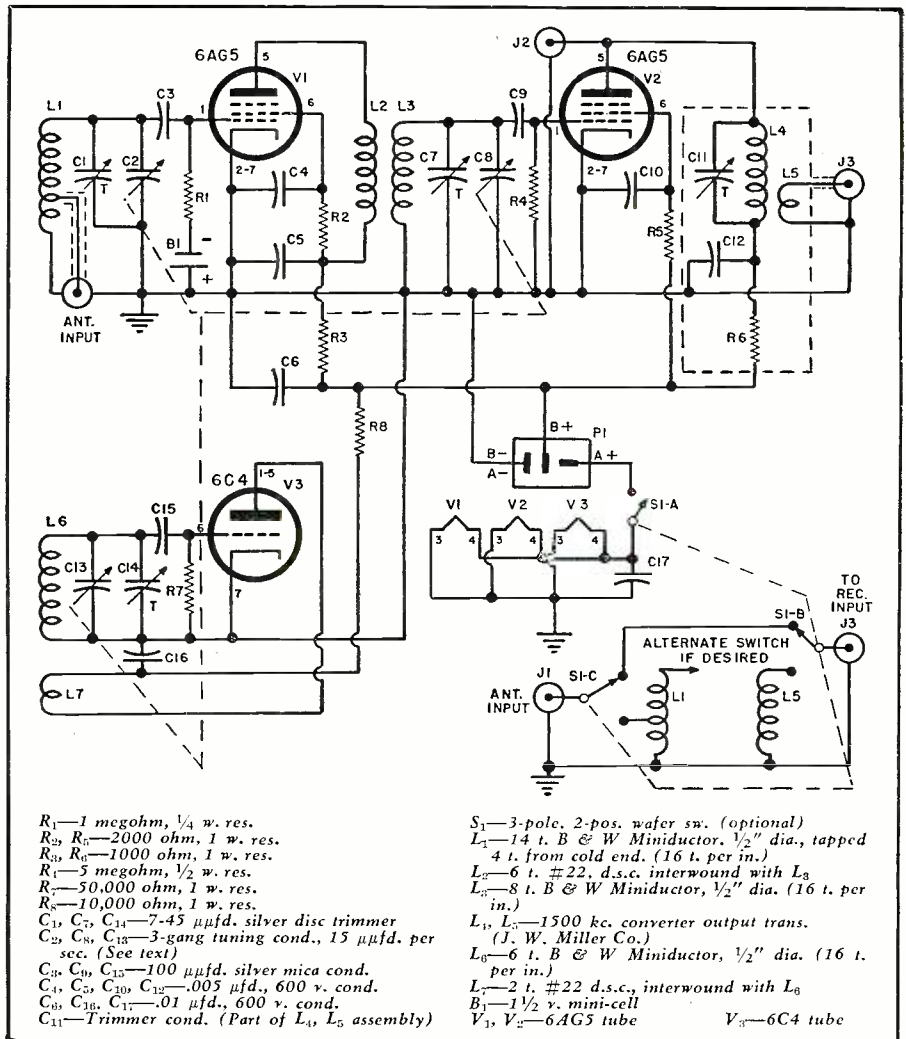 6AG5
J2
6AG5
5
V1
5
V2
L1
C3
L2
L3
C9
1
6
1
6
L4
C1
C2
C7
C8
C11
J3
T
T
T
L5
2-7
C4
2-7
C10
R1
R2
R4
R5
C5
C12
B1
-
+
ANT.
INPUT
R3
R6
C6
R8
B+
P1
B-
A-
A+
6C4
1-5
V3
V1
V2
V3
S1-A
L6
C15
6
3
4
3
4
3
4
C13
C14
T
R7
7
C17
C16
TO
REC.
INPUT
S1-B
J3
L7
ALTERNATE SWITCH
IF DESIRED
J1
S1-C
ANT.
INPUT
L1
L5
R₁—1 megohm, ¼ w. res.
R₂, R₅—2000 ohm, 1 w. res.
R₃, R₆—1000 ohm, 1 w. res.
R₄—5 megohm, ½ w. res.
R₇—50,000 ohm, 1 w. res.
R₈—10,000 ohm, 1 w. res.
C₁, C₇, C₁₄—7-45 μμfd. silver disc trimmer
C₂, C₈, C₁₃—3-gang tuning cond., 15 μμfd. per
sec. (See text)
C₃, C₉, C₁₅—100 μμfd. silver mica cond.
C₄, C₅, C₁₀, C₁₂—.005 μfd., 600 v. cond.
C₆, C₁₆, C₁₇—.01 μfd., 600 v. cond.
C₁₁—Trimmer cond. (Part of L₄, L₅ assembly)
S₁—3-pole, 2-pos. wafer sw. (optional)
L₁—14 t. B & W Miniductor, ½" dia., tapped
4 t. from cold end. (16 t. per in.)
L₂—6 t. #22, d.s.c. interwound with L₃
L₃—8 t. B & W Miniductor, ½" dia. (16 t. per
in.)
L₄, L₅—1500 kc. converter output trans.
(J. W. Miller Co.)
L₆—6 t. B & W Miniductor, ½" dia. (16 t.
per in.)
L₇—2 t. #22 d.s.c., interwound with L₆
B₁—1½ v. mini-cell
V₁, V₂—6AG5 tube V₃—6C4 tube